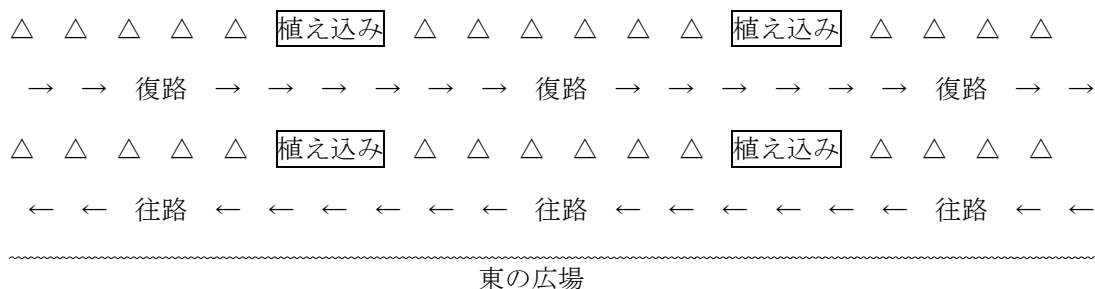 △ △ △ △ △ 植え込み △ △ △ △ △ △ 植え込み △ △ △ △
→ → 復路 → → → → → → 復路 → → → → → → 復路 → →
△ △ △ △ △ 植え込み △ △ △ △ △ △ 植え込み △ △ △ △
← ← 往路 ← ← ← ← ← ← 往路 ← ← ← ← ← ← 往路 ← ←
東の広場